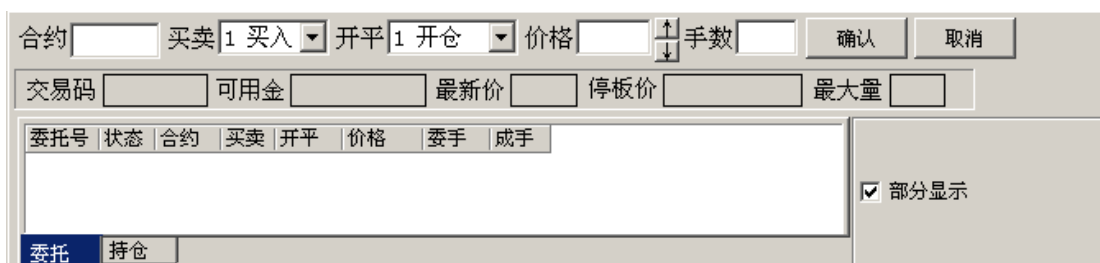 合约 买卖 1 买入 开平 1 开仓 价格 手数 确认 取消
交易码 可用金 最新价 停板价 最大量
委托号 状态 合约 买卖 开平 价格 委手 成手
部分显示
委托 持仓